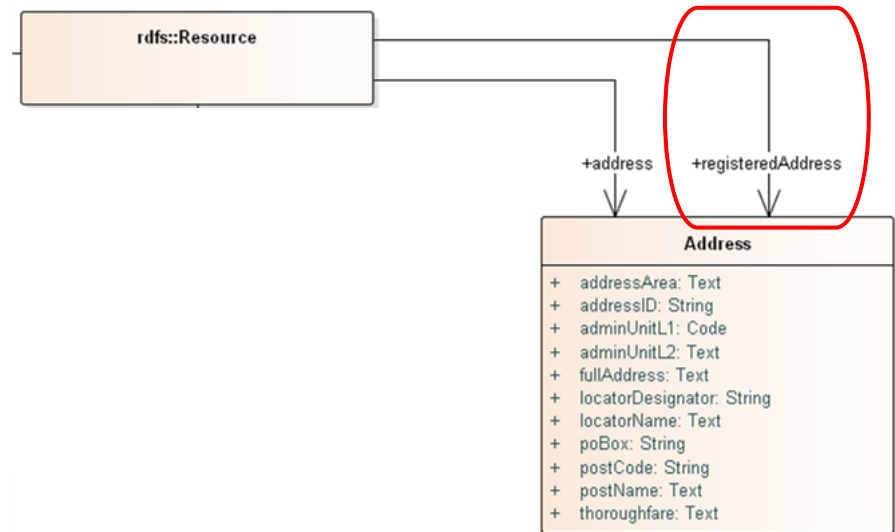 rdfs::Resource
+address
+registeredAddress
Address
+ addressArea: Text
+ addressID: String
+ adminUnitL1: Code
+ adminUnitL2: Text
+ fullAddress: Text
+ locatorDesignator: String
+ locatorName: Text
+ poBox: String
+ postCode: String
+ postName: Text
+ thoroughfare: Text